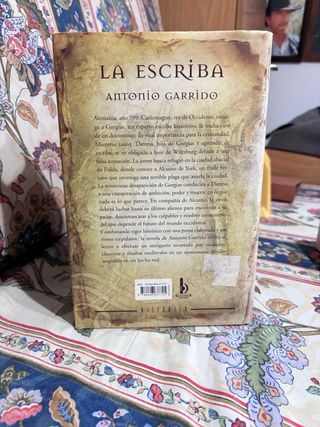 LA ESCRIBA
ANTONIO GARRIDO
Alemania, año 799. Carlomagno, rey de Occidente, encar-
ga a Gorgias, un experto escriba bizantino, la traducción
de un documento de vital importancia para la cristiandad.
Mientras tanto, Theresa, hija de Gorgias y aprendiz de
escriba, se ve obligada a huir de Würzburg debido a una
falsa acusación. La joven busca refugio en la ciudad abacial
de Fulda, donde conoce a Alcuino de York, un fraile bri-
tano que investiga una terrible plaga que asuela la ciudad.
La misteriosa desaparición de Gorgias conducirá a Theresa
a una conspiración de ambición, poder y muerte en la que nada
es lo que parece. En compañía de Alcuino, la joven
deberá luchar hasta su último aliento para encontrar a su
padre, desenmascarar a los culpables y resolver un misterio
del que depende el futuro del mundo occidental.
Combinando rigor histórico con una prosa elaborada y un
ritmo trepidante, la novela de Antonio Garrido invita al
lector a efectuar un intrigante recorrido por
claustros y abadías medievales en un apasionante
inspirado en un hecho real.
HISTÓRICA